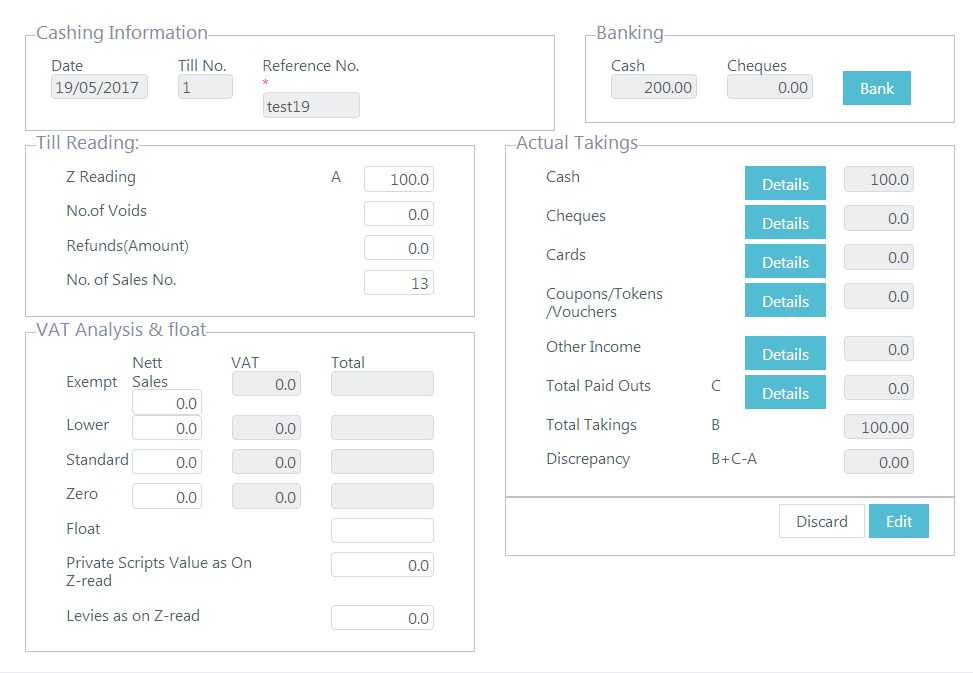 Cashing Information
Date Till No. Reference No.
*
19/05/2017 1 test19
Banking
Cash Cheques
200.00 0.00 Bank
Till Reading:
Z Reading A 100.0
No.of Voids 0.0
Refunds(Amount) 0.0
No. of Sales No. 13
VAT Analysis & float
Nett Sales VAT Total
Exempt 0.0 0.0
Lower 0.0 0.0
Standard 0.0 0.0
Zero 0.0 0.0
Float
Private Scripts Value as On
Z-read 0.0
Levies as on Z-read 0.0
Actual Takings
Cash Details 100.0
Cheques Details 0.0
Cards Details 0.0
Coupons/Tokens
/Vouchers Details 0.0
Other Income Details 0.0
Total Paid Outs C Details 0.0
Total Takings B 100.00
Discrepancy B+C-A 0.00
Discard Edit